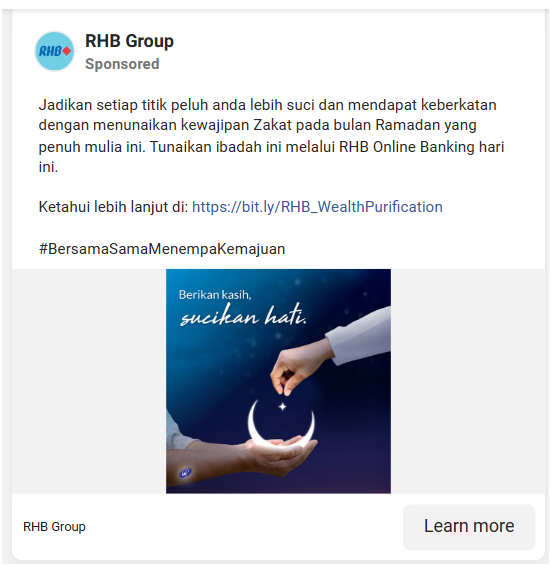 RHB
RHB Group
Sponsored
Jadikan setiap titik peluh anda lebih suci dan mendapat keberkatan
dengan menunaikan kewajipan Zakat pada bulan Ramadan yang
penuh mulia ini. Tunaikan ibadah ini melalui RHB Online Banking hari
ini.
Ketahui lebih lanjut di: https://bit.ly/RHB_WealthPurification
#BersamaSamaMenempaKemajuan
Berikan kasih,
sucikan hati.
RHB Group
Learn more